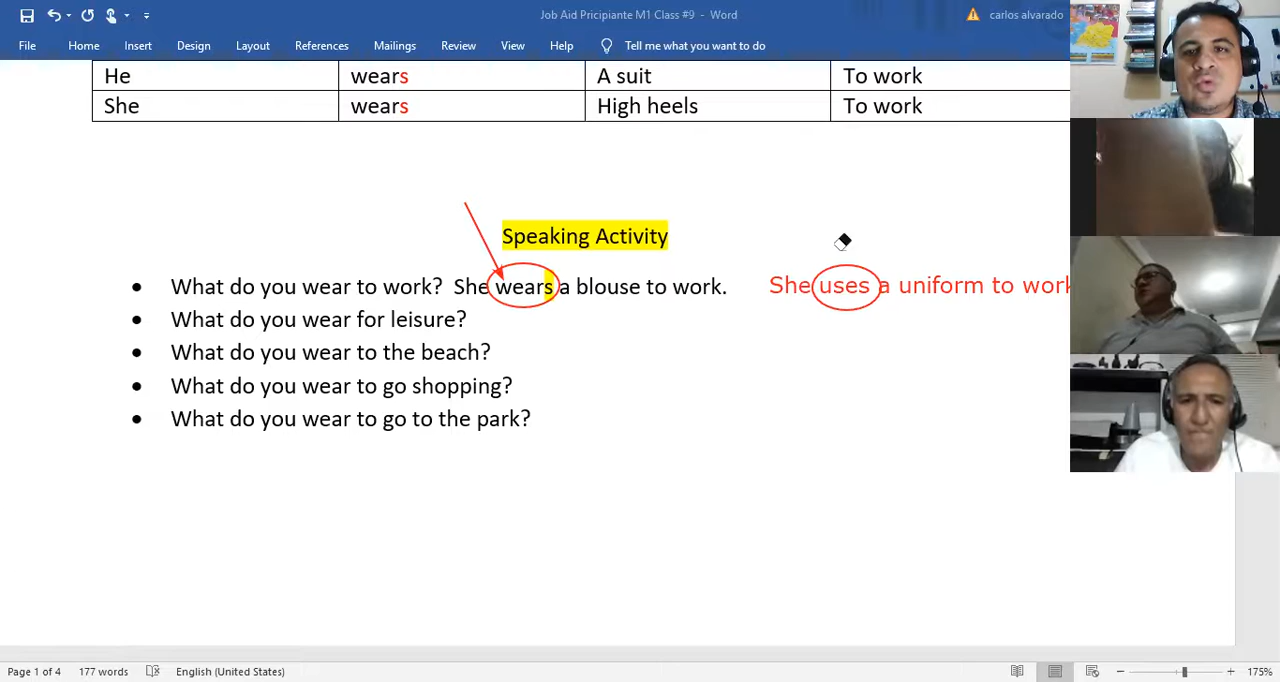 Job Aid Pricipiante M1 Class #9 - Word
carlos alvarado
File Home Insert Design Layout References Mailings Review View Help Tell me what you want to do
He wears A suit To work
She wears High heels To work
Speaking Activity
• What do you wear to work? She wears a blouse to work. She uses a uniform to work
• What do you wear for leisure?
• What do you wear to the beach?
• What do you wear to go shopping?
• What do you wear to go to the park?
Page 1 of 4 177 words English (United States) 175%